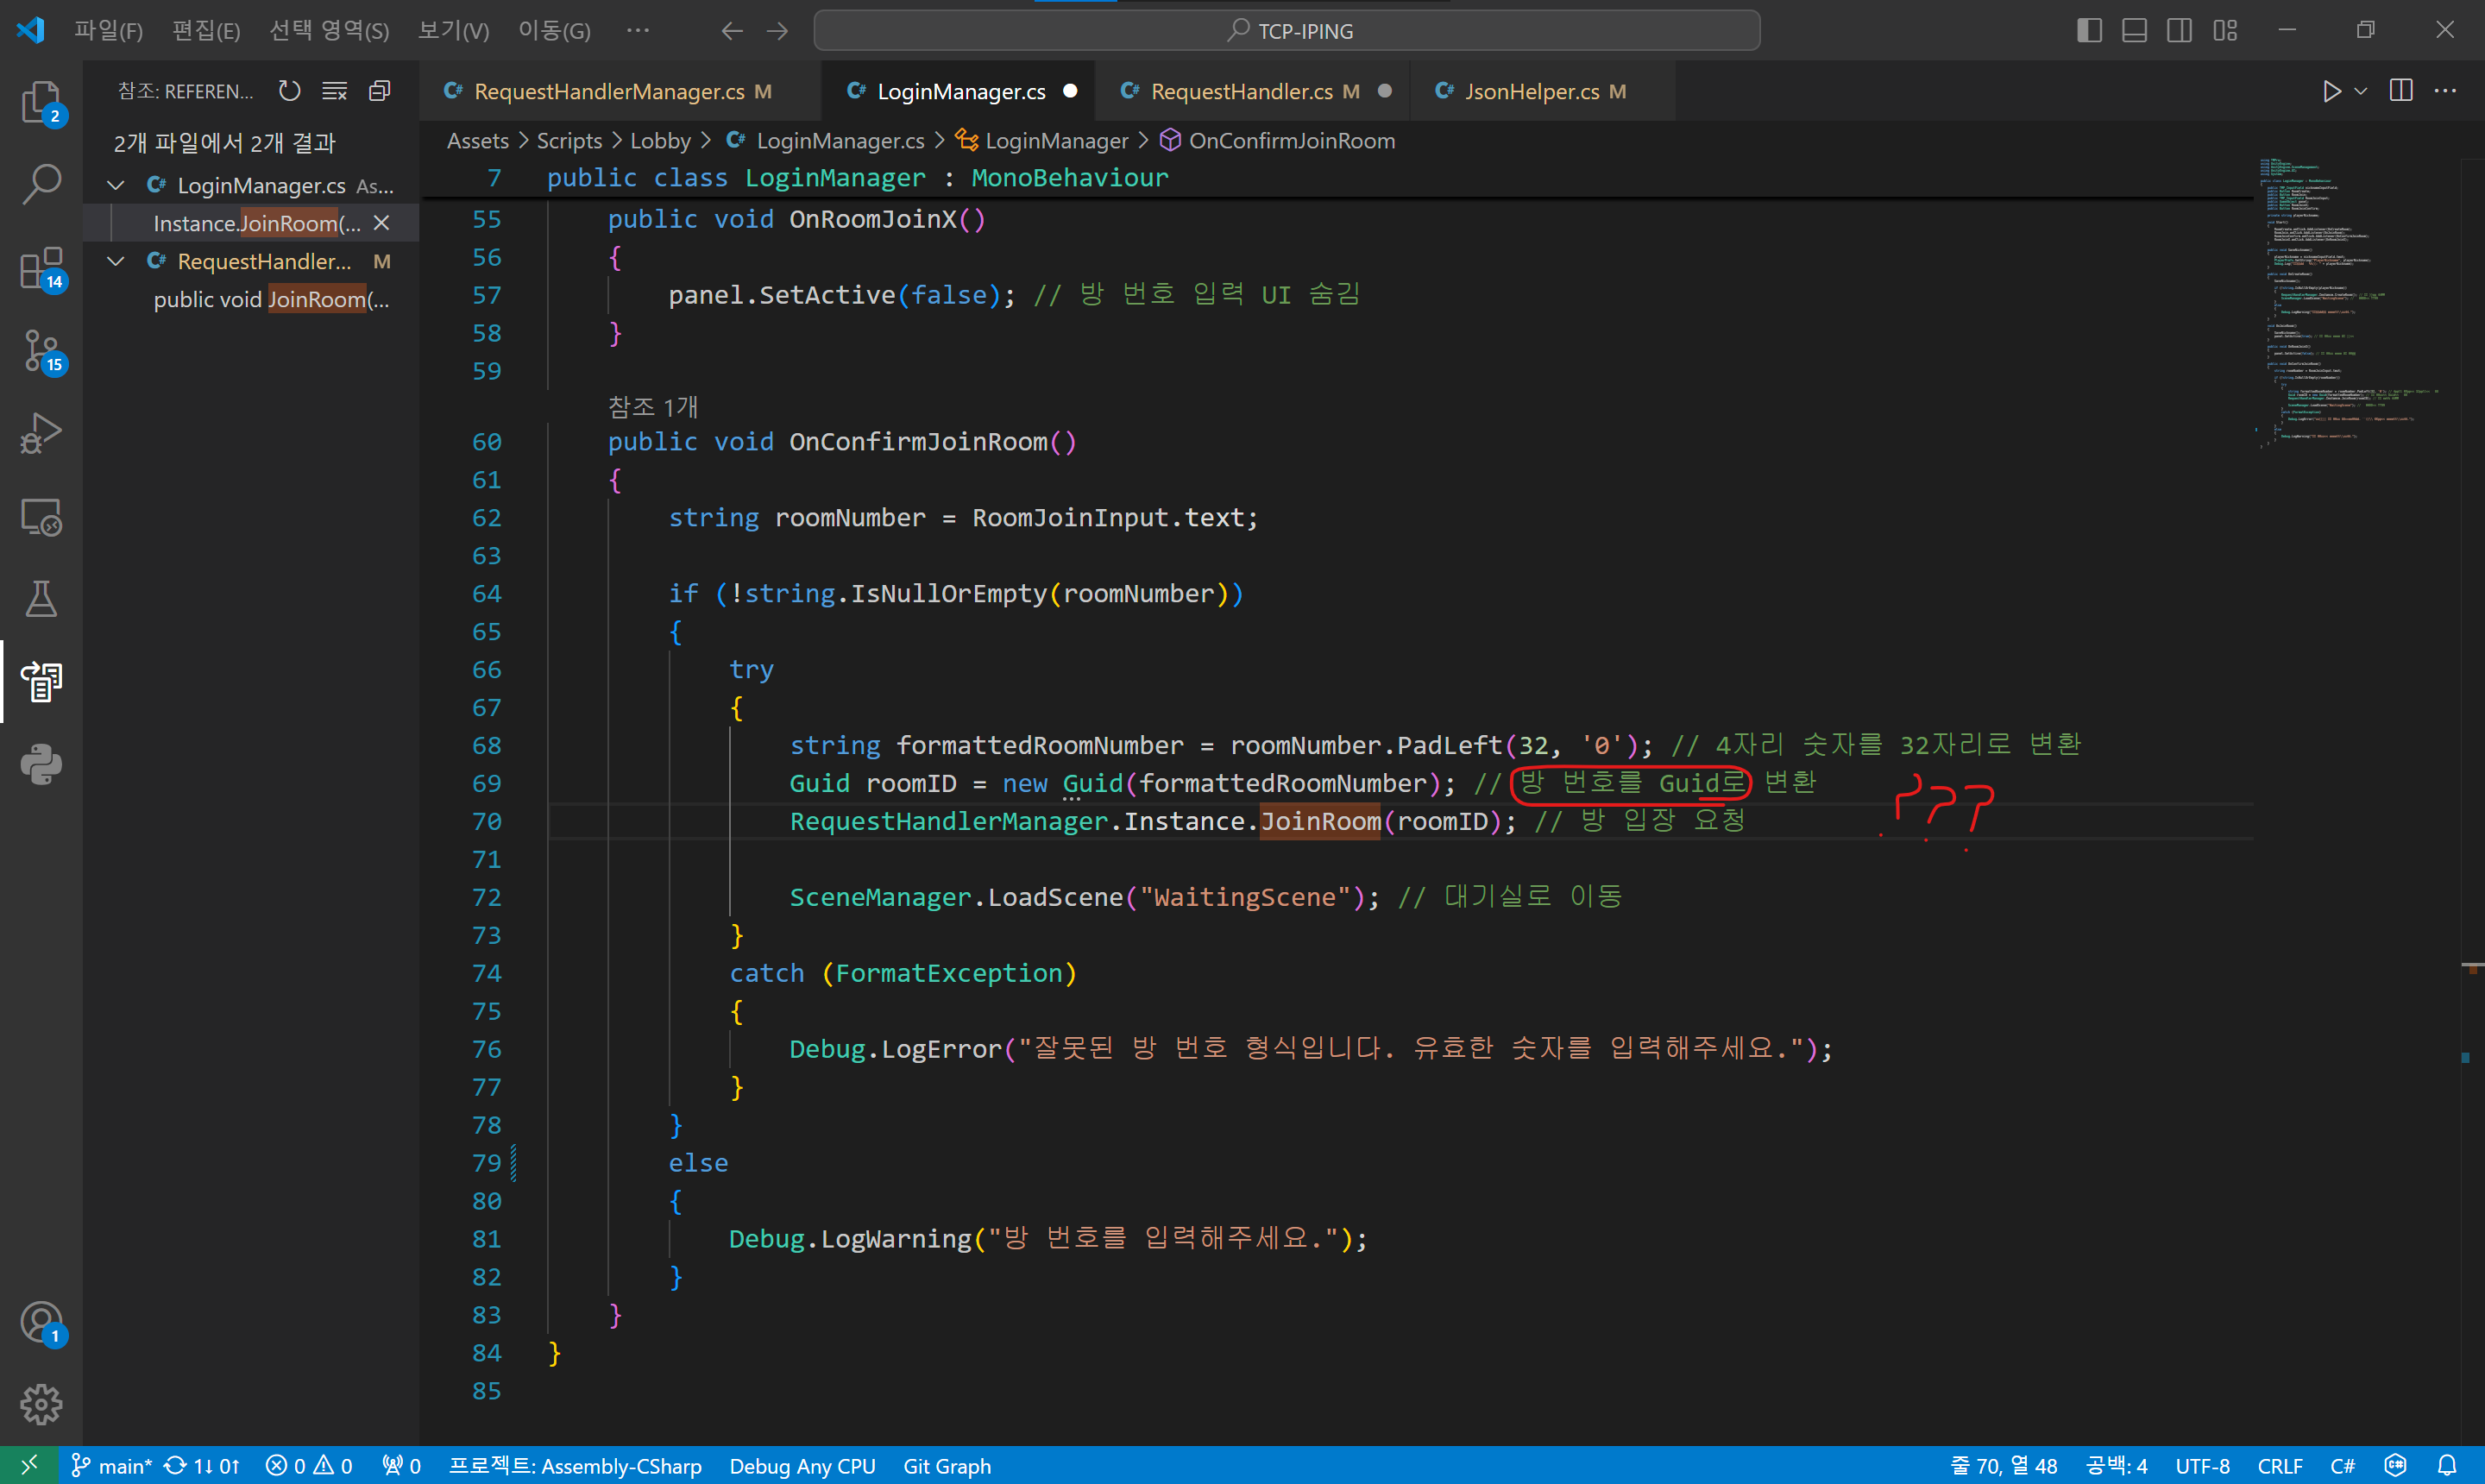 파일(F) 편집(E) 선택 영역(S) 보기(V) 이동(G) ··· TCP-IPING
참조: REFEREN...
RequestHandlerManager.cs M LoginManager.cs RequestHandler.cs M JsonHelper.cs M
2
2개 파일에서 2개 결과
Assets > Scripts > Lobby > LoginManager.cs > LoginManager > OnConfirmJoinRoom
LoginManager.cs As...
Instance.JoinRoom(...
RequestHandler... M
public void JoinRoom(...
14
15
1
7 public class LoginManager : MonoBehaviour
55 public void OnRoomJoinX()
56 {
57 panel.SetActive(false); // 방 번호 입력 UI 숨김
58 }
59
참조 1개
60 public void OnConfirmJoinRoom()
61 {
62 string roomNumber = RoomJoinInput.text;
63
64 if (!string.IsNullOrEmpty(roomNumber))
65 {
66 try
67 {
68 string formattedRoomNumber = roomNumber.PadLeft(32, '0'); // 4자리 숫자를 32자리로 변환
69 Guid roomID = new Guid(formattedRoomNumber); // 방 번호를 Guid로 변환
???
70 RequestHandlerManager.Instance.JoinRoom(roomID); // 방 입장 요청
71
72 SceneManager.LoadScene("WaitingScene"); // 대기실로 이동
73 }
74 catch (FormatException)
75 {
76 Debug.LogError("잘못된 방 번호 형식입니다. 유효한 숫자를 입력해주세요.");
77 }
78 }
79 else
80 {
81 Debug.LogWarning("방 번호를 입력해주세요.");
82 }
83 }
84 }
85
main* 1↓ 0↑ 0 0 0 프로젝트: Assembly-CSharp Debug Any CPU Git Graph 줄 70, 열 48 공백: 4 UTF-8 CRLF C#